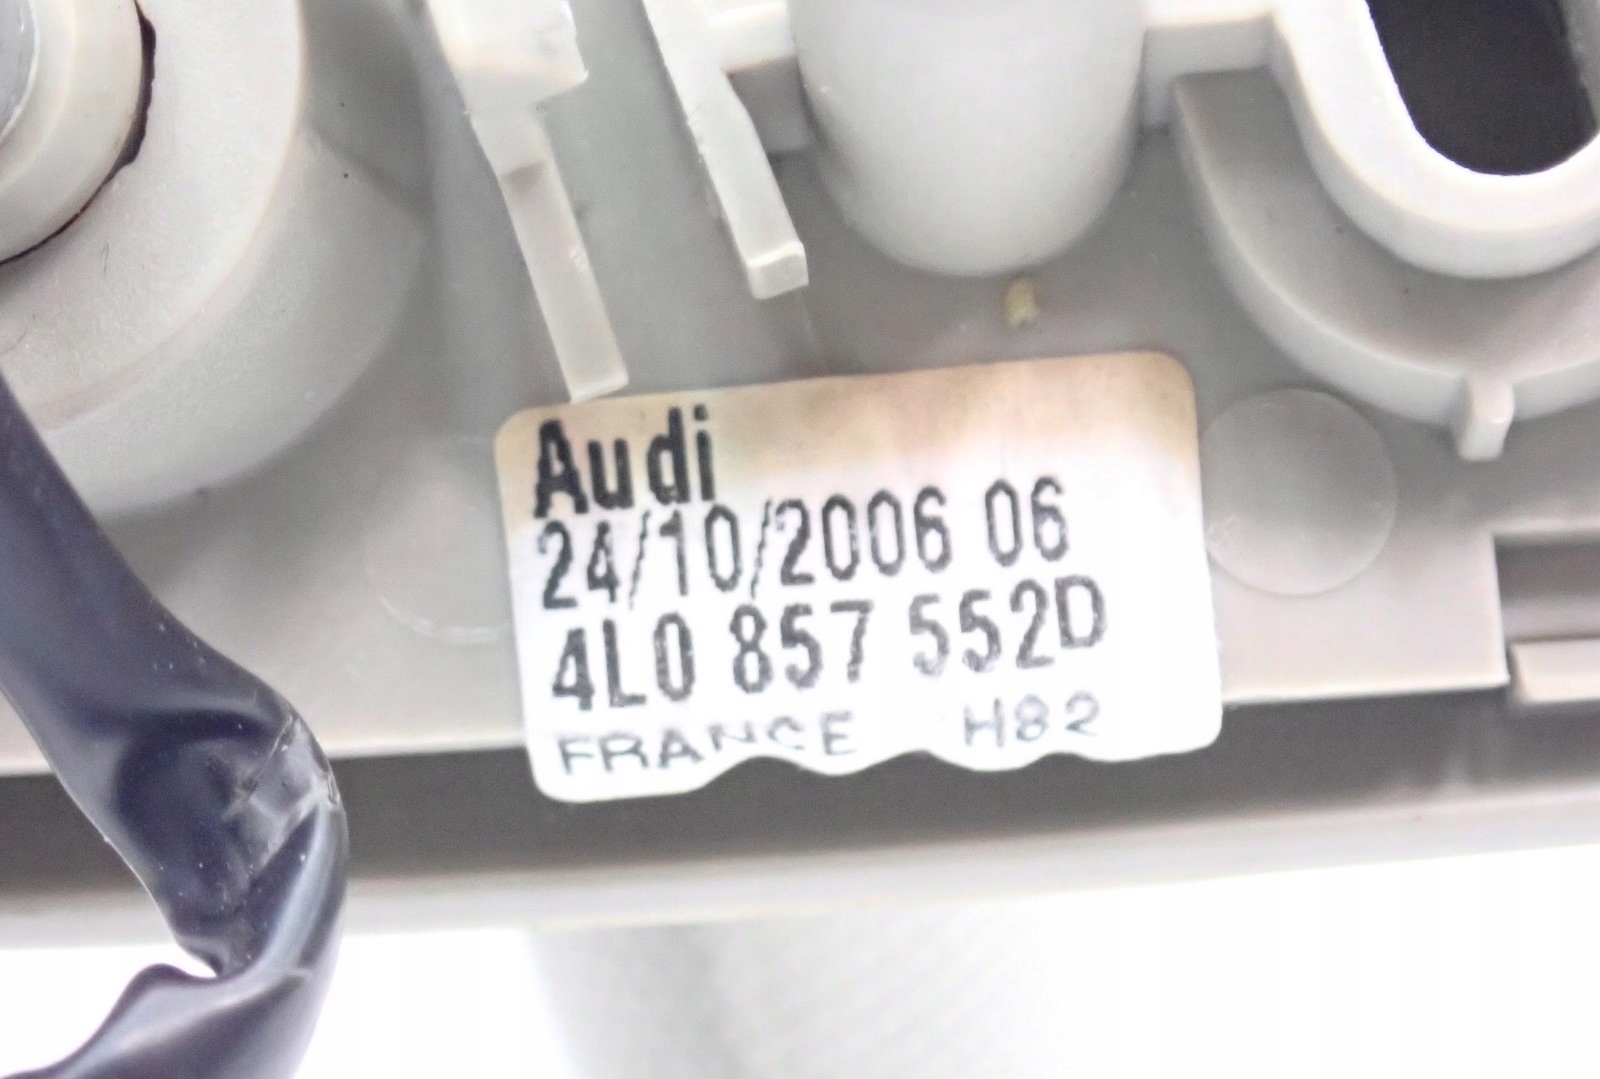 Audi
24/10/2006 06
4L0 857 552D
FRANCE H82